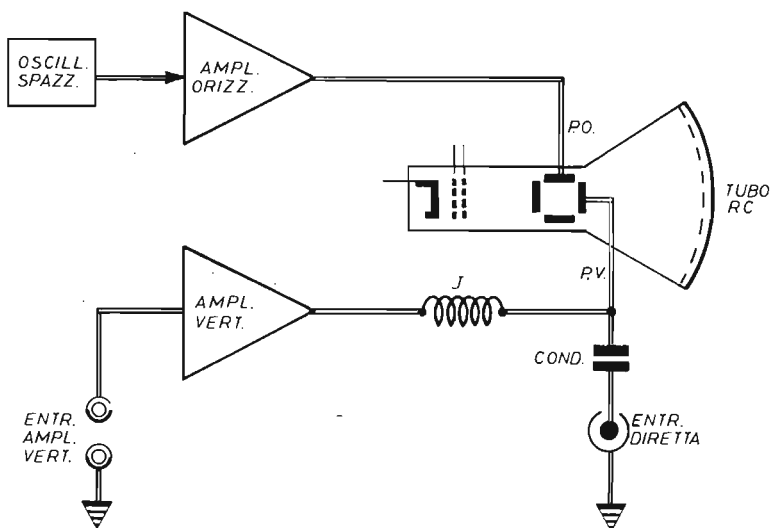 OSCILL.
SPAZZ.
AMPL.
ORIZZ.
P.O.
TUBO
RC
P.V.
AMPL.
VERT.
J
COND.
ENTR.
AMPL.
VERT.
ENTR.
DIRETTA